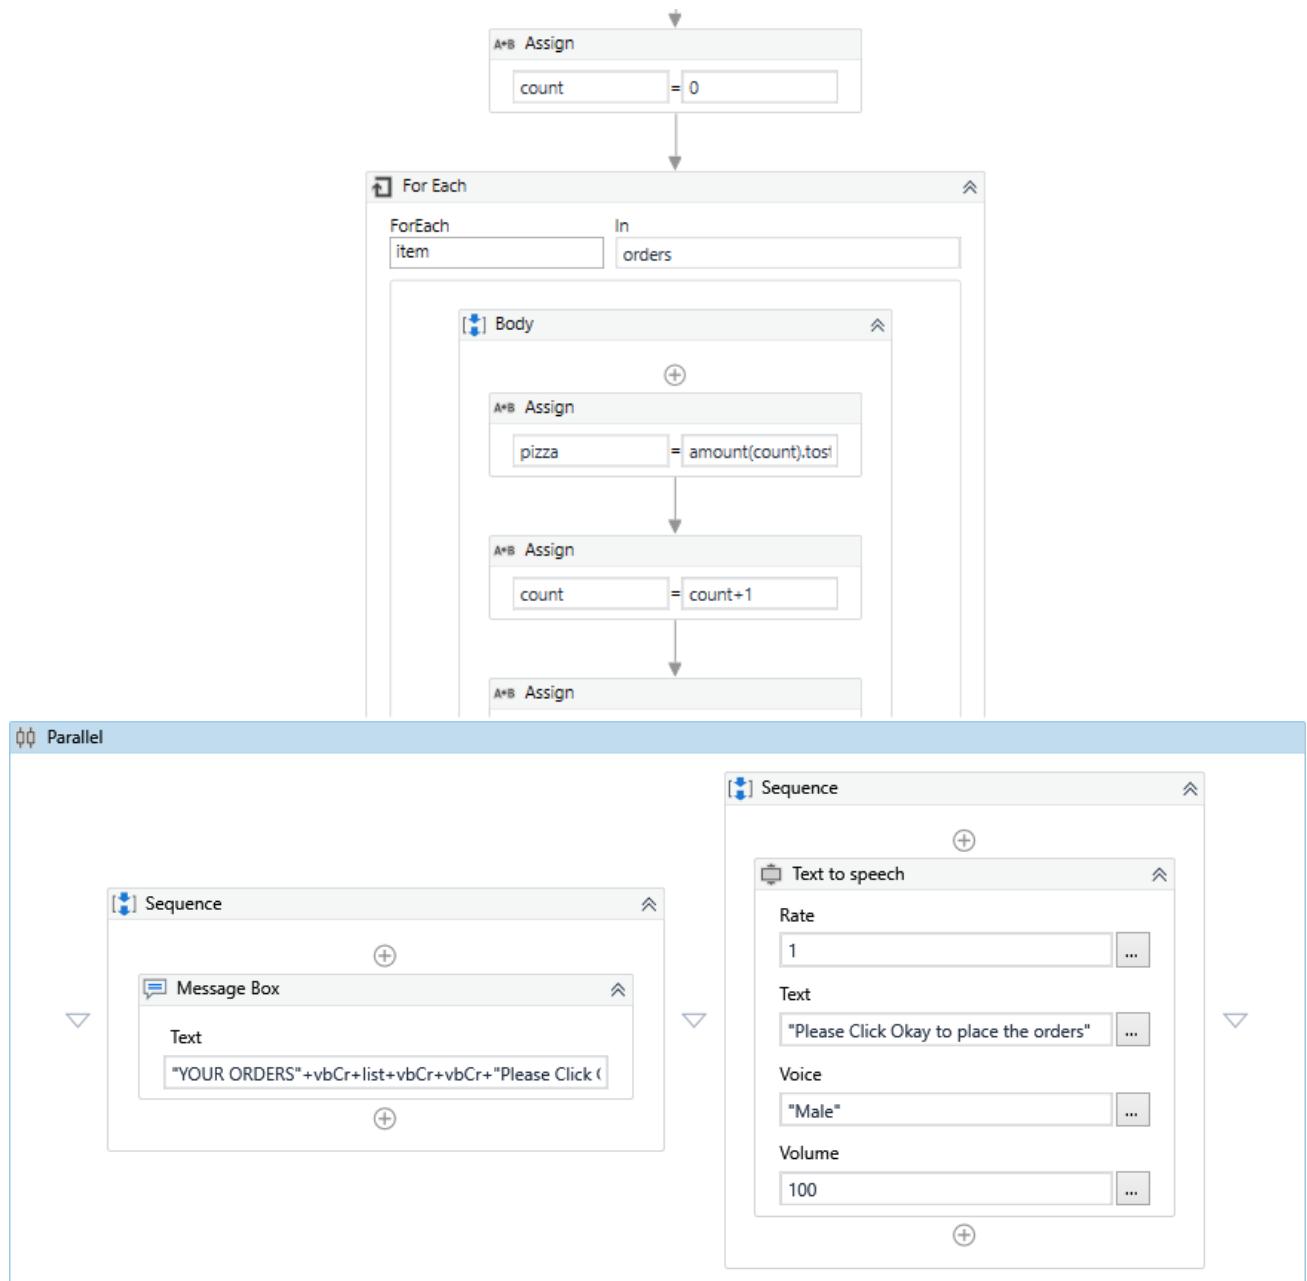 A+B Assign
count = 0
For Each
ForEach In
item orders
Body
A+B Assign
pizza = amount(count).tost
A+B Assign
count = count+1
A+B Assign
Parallel
Sequence
Message Box
Text
"YOUR ORDERS"+vbCr+list+vbCr+vbCr+"Please Click (
Sequence
Text to speech
Rate
1 ...
Text
"Please Click Okay to place the orders" ...
Voice
"Male" ...
Volume
100 ...